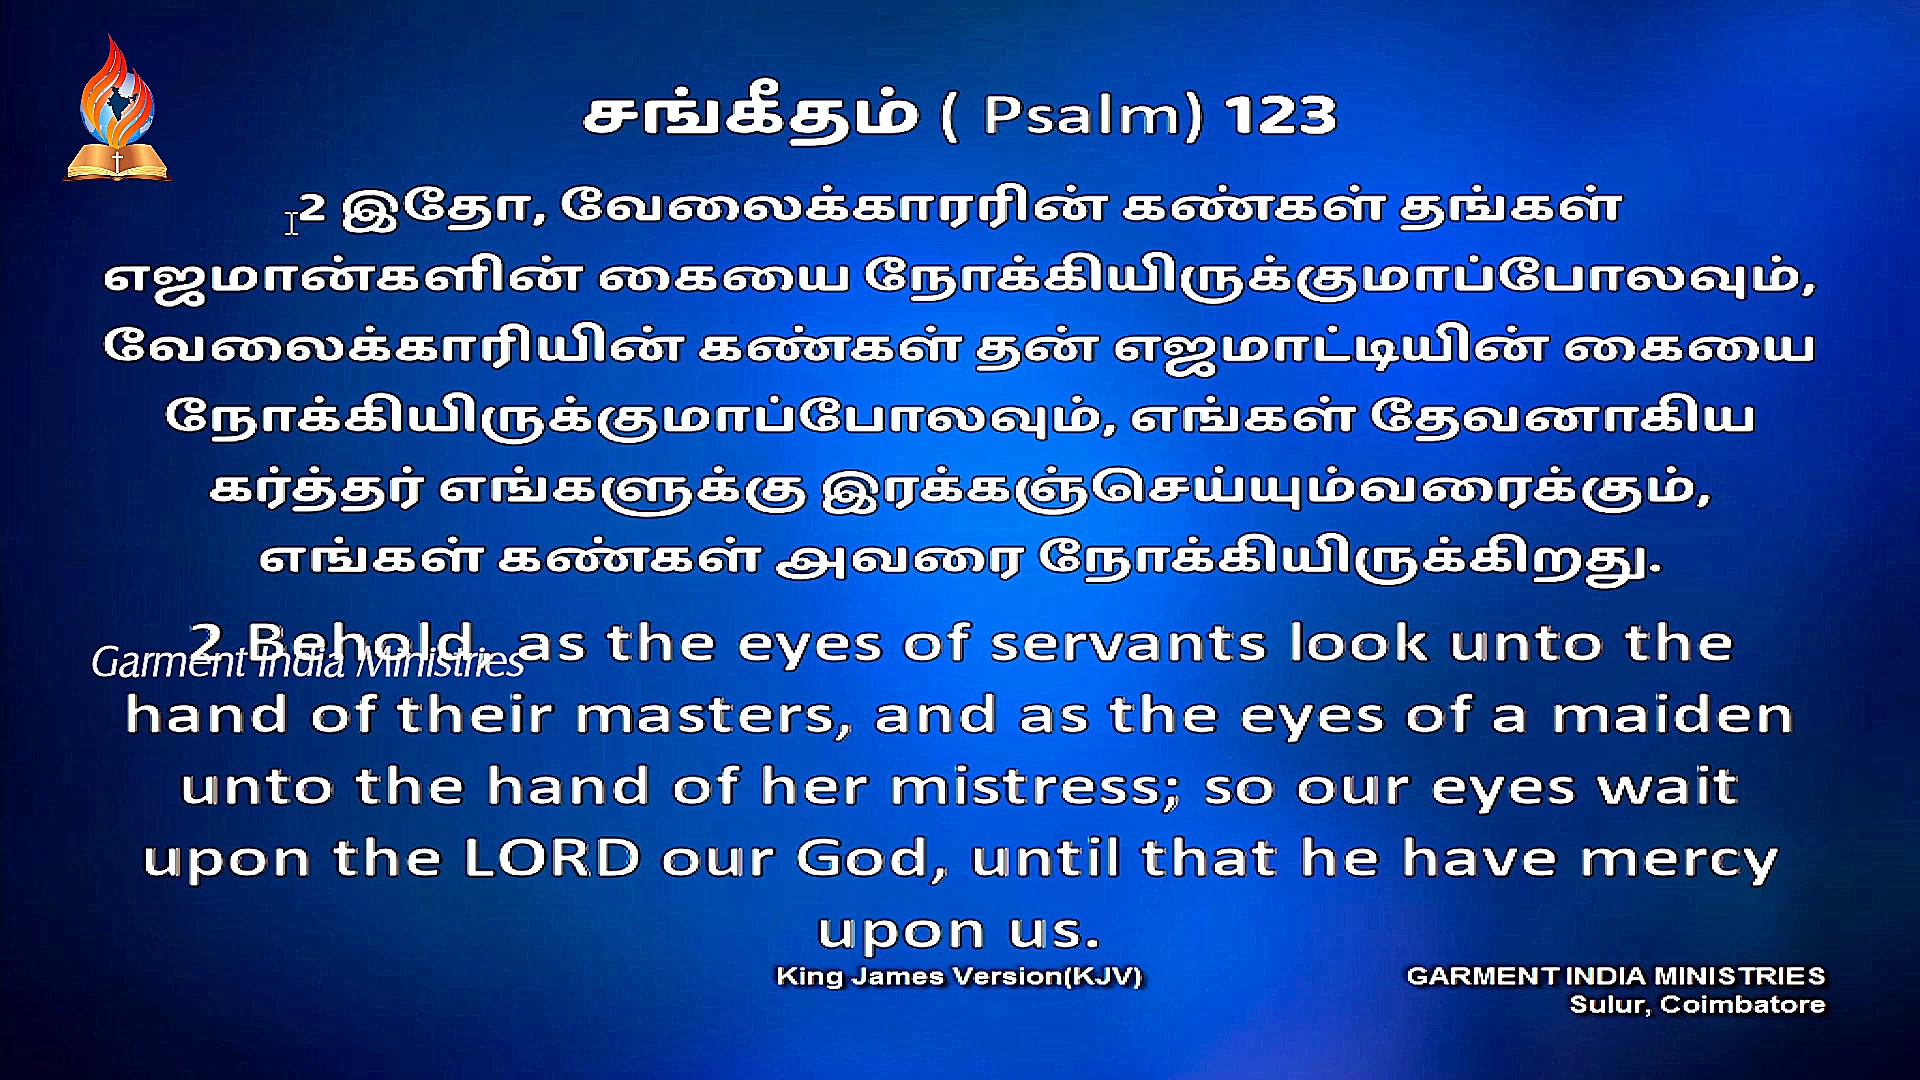 சங்கீதம் ( Psalm) 123
2 இதோ, வேலைக்காரரின் கண்கள் தங்கள்
எஜமான்களின் கையை நோக்கியிருக்குமாப்போலவும்,
வேலைக்காரியின் கண்கள் தன் எஜமாட்டியின் கையை
நோக்கியிருக்குமாப்போலவும், எங்கள் தேவனாகிய
கர்த்தர் எங்களுக்கு இரக்கஞ்செய்யும்வரைக்கும்,
எங்கள் கண்கள் அவரை நோக்கியிருக்கிறது.
2 Behold, as the eyes of servants look unto the
Garment India Ministries
hand of their masters, and as the eyes of a maiden
unto the hand of her mistress; so our eyes wait
upon the LORD our God, until that he have mercy
upon us.
King James Version(KJV)
GARMENT INDIA MINISTRIES
Sulur, Coimbatore